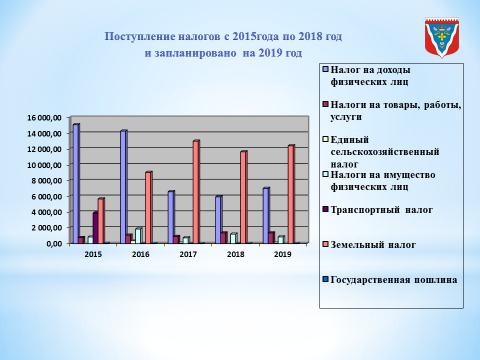 Поступление налогов с 2015года по 2018 год
и запланировано на 2019 год
Налог на доходы
физических лиц
Налоги на товары, работы,
услуги
Единый
сельскохозяйственный
налог
Налоги на имущество
физических лиц
Транспортный налог
Земельный налог
Государственная пошлина
16 000,00
14 000,00
12 000,00
10 000,00
8 000,00
6 000,00
4 000,00
2 000,00
0,00
2015
2016
2017
2018
2019